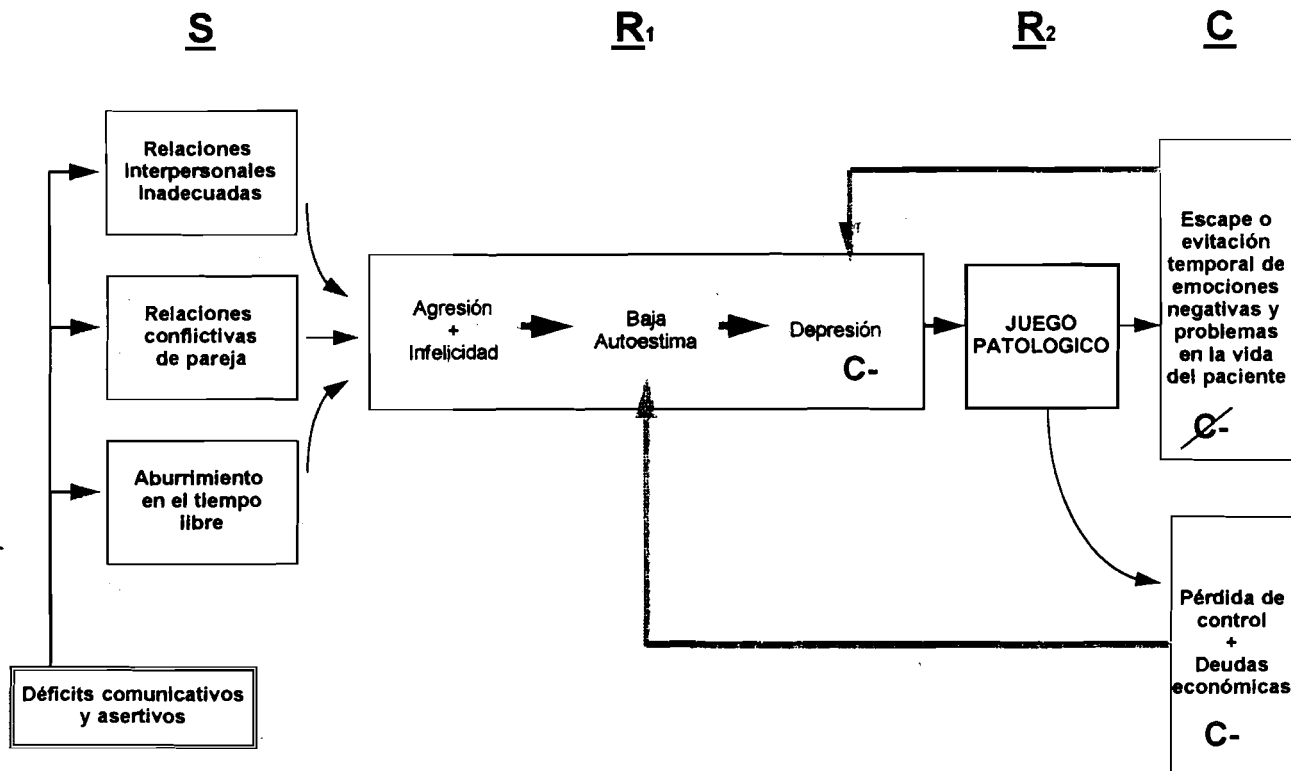 S
R1
R2
C
Relaciones
Interpersonales
Inadecuadas
Relaciones
conflictivas
de pareja
Aburrimiento
en el tiempo
libre
Déficits comunicativos
y asertivos
Agresión
+
Infelicidad
Baja
Autoestima
Depresión
C-
JUEGO
PATOLOGICO
Escape o
evitación
temporal de
emociones
negativas y
problemas
en la vida
del paciente
C-
Pérdida de
control
+
Deudas
económicas
C-